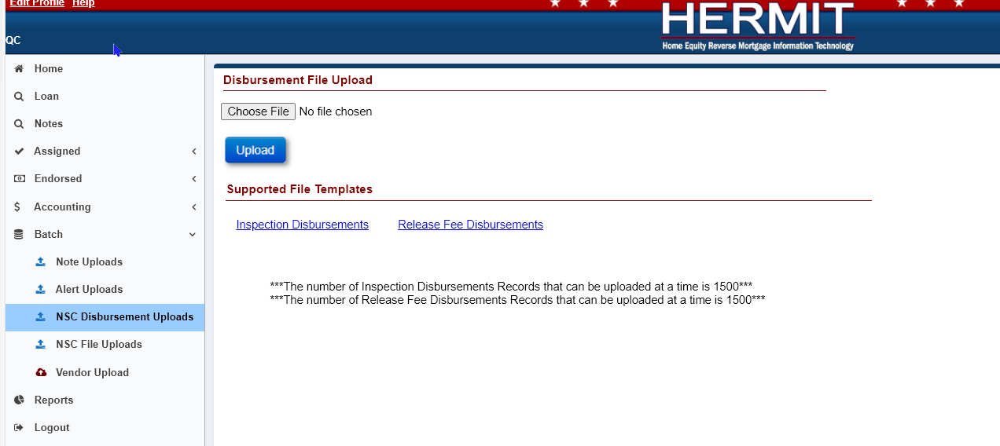 Edit Profile Help
HERMIT
Home Equity Reverse Mortgage Information Technology
QC
Home
Loan
Notes
Assigned
Endorsed
$ Accounting
Batch
Note Uploads
Alert Uploads
NSC Disbursement Uploads
NSC File Uploads
Vendor Upload
Reports
Logout
Disbursement File Upload
Choose File No file chosen
Upload
Supported File Templates
Inspection Disbursements Release Fee Disbursements
***The number of Inspection Disbursements Records that can be uploaded at a time is 1500***
***The number of Release Fee Disbursements Records that can be uploaded at a time is 1500***